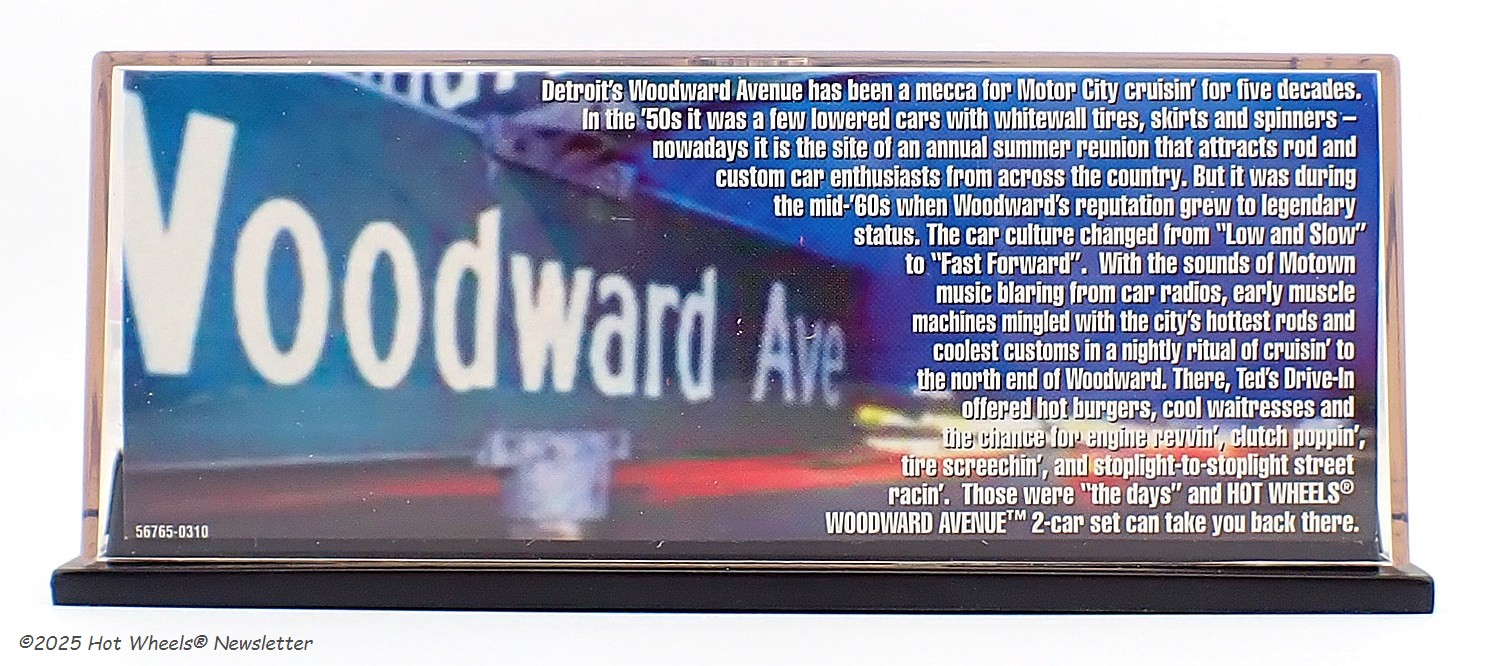 Woodward Ave
Detroit's Woodward Avenue has been a mecca for Motor City cruisin' for five decades.
In the '50s it was a few lowered cars with whitewall tires, skirts and spinners –
nowadays it is the site of an annual summer reunion that attracts rod and
custom car enthusiasts from across the country. But it was during
the mid-'60s when Woodward's reputation grew to legendary
status. The car culture changed from "Low and Slow"
to "Fast Forward".  With the sounds of Motown
music blaring from car radios, early muscle
machines mingled with the city's hottest rods and
coolest customs in a nightly ritual of cruisin' to
the north end of Woodward. There, Ted's Drive-In
offered hot burgers, cool waitresses and
the chance for engine revvin', clutch poppin',
tire screechin', and stoplight-to-stoplight street
racin'.  Those were "the days" and HOT WHEELS®
WOODWARD AVENUE™ 2-car set can take you back there.
56765-0310
©2025 Hot Wheels® Newsletter